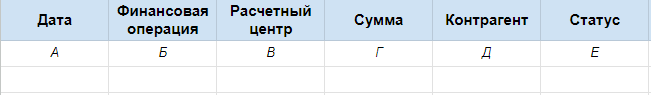 Дата
Финансовая
операция
Расчетный
центр
Сумма
Контрагент
Статус
А
Б
В
Г
Д
Е